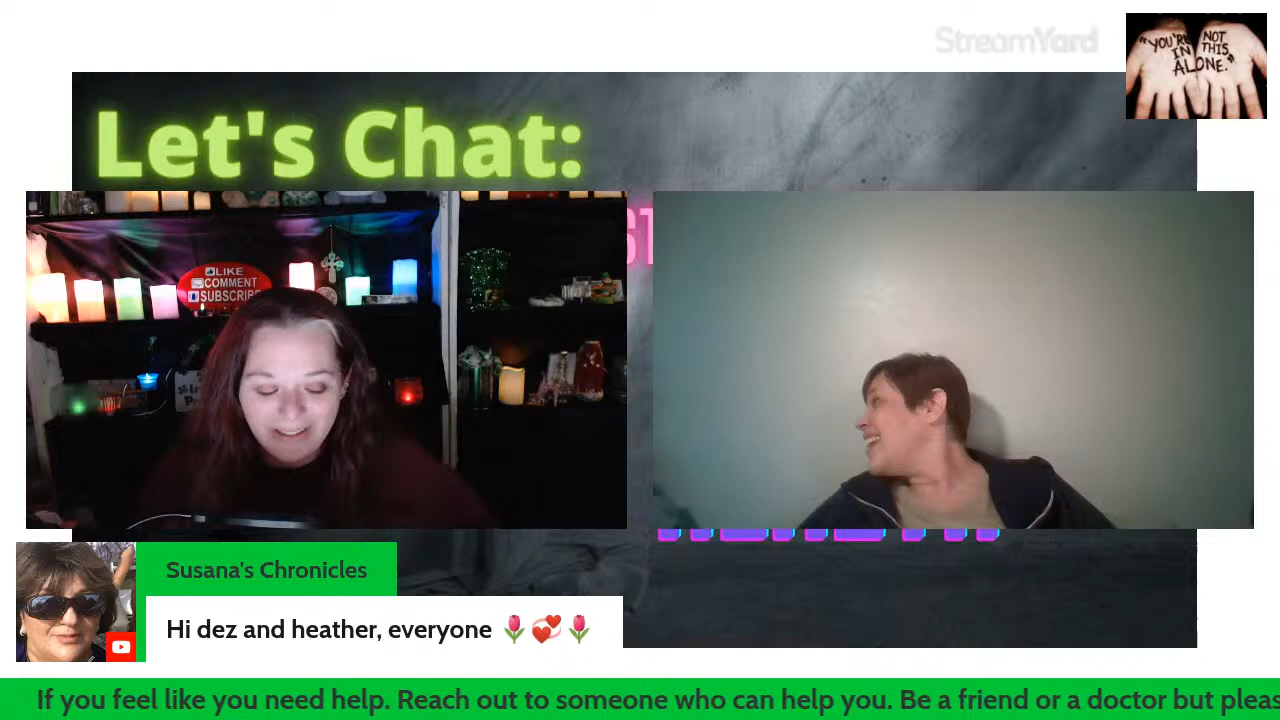 StreamYard
"YOU'RE NOT
IN THIS
ALONE."
Let's Chat:
LIKE
COMMENT
SUBSCRIBE
Susana's Chronicles
Hi dez and heather, everyone 🌷💞🌷
If you feel like you need help. Reach out to someone who can help you. Be a friend or a doctor but pleas